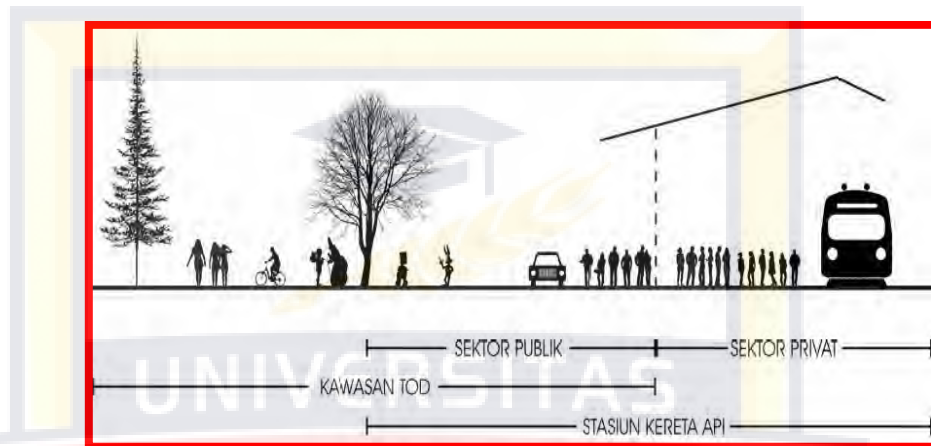 SEKTOR PUBLIK SEKTOR PRIVAT
KAWASAN TOD
UNIVERSITAS
STASIUN KERETA API